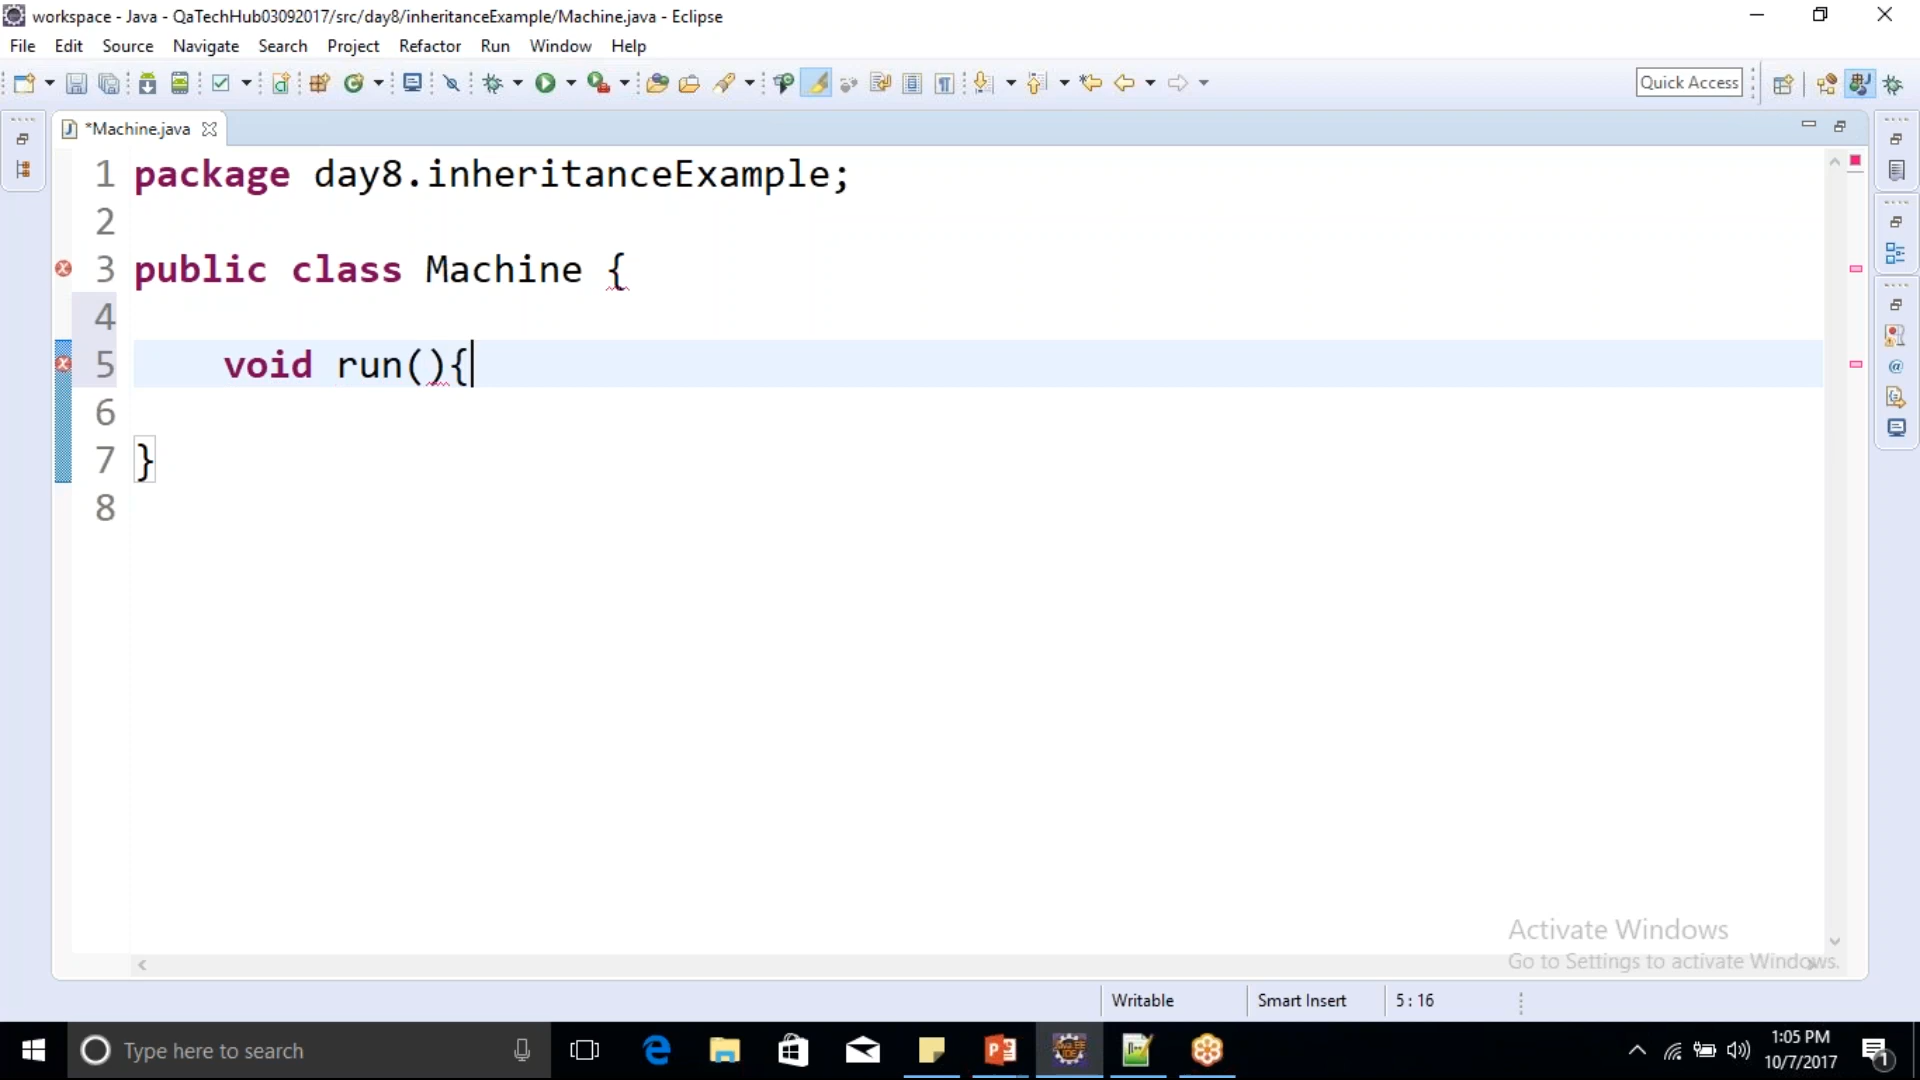 workspace - Java - QaTechHub03092017/src/day8/inheritanceExample/Machine.java - Eclipse
File Edit Source Navigate Search Project Refactor Run Window Help
Quick Access
*Machine.java
1 package day8.inheritanceExample;
2
3 public class Machine {
4
5 void run(){
6
7 }
8
Activate Windows
Go to Settings to activate Windows.
Writable Smart Insert 5 : 16
Type here to search
1:05 PM
10/7/2017
1